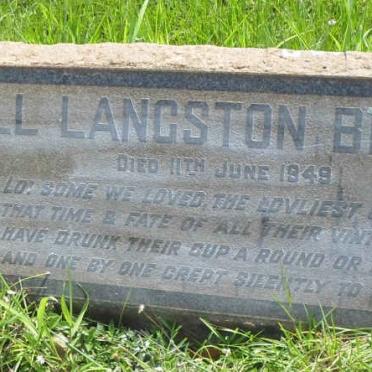 LL LANGSTON B
DIED 11TH JUNE 1949
LO! SOME WE LOVED, THE LOVLIEST
THAT TIME & FATE OF ALL THEIR VINT
HAVE DRUNK THEIR CUP A ROUND OR
AND ONE BY ONE CREPT SILENTLY TO